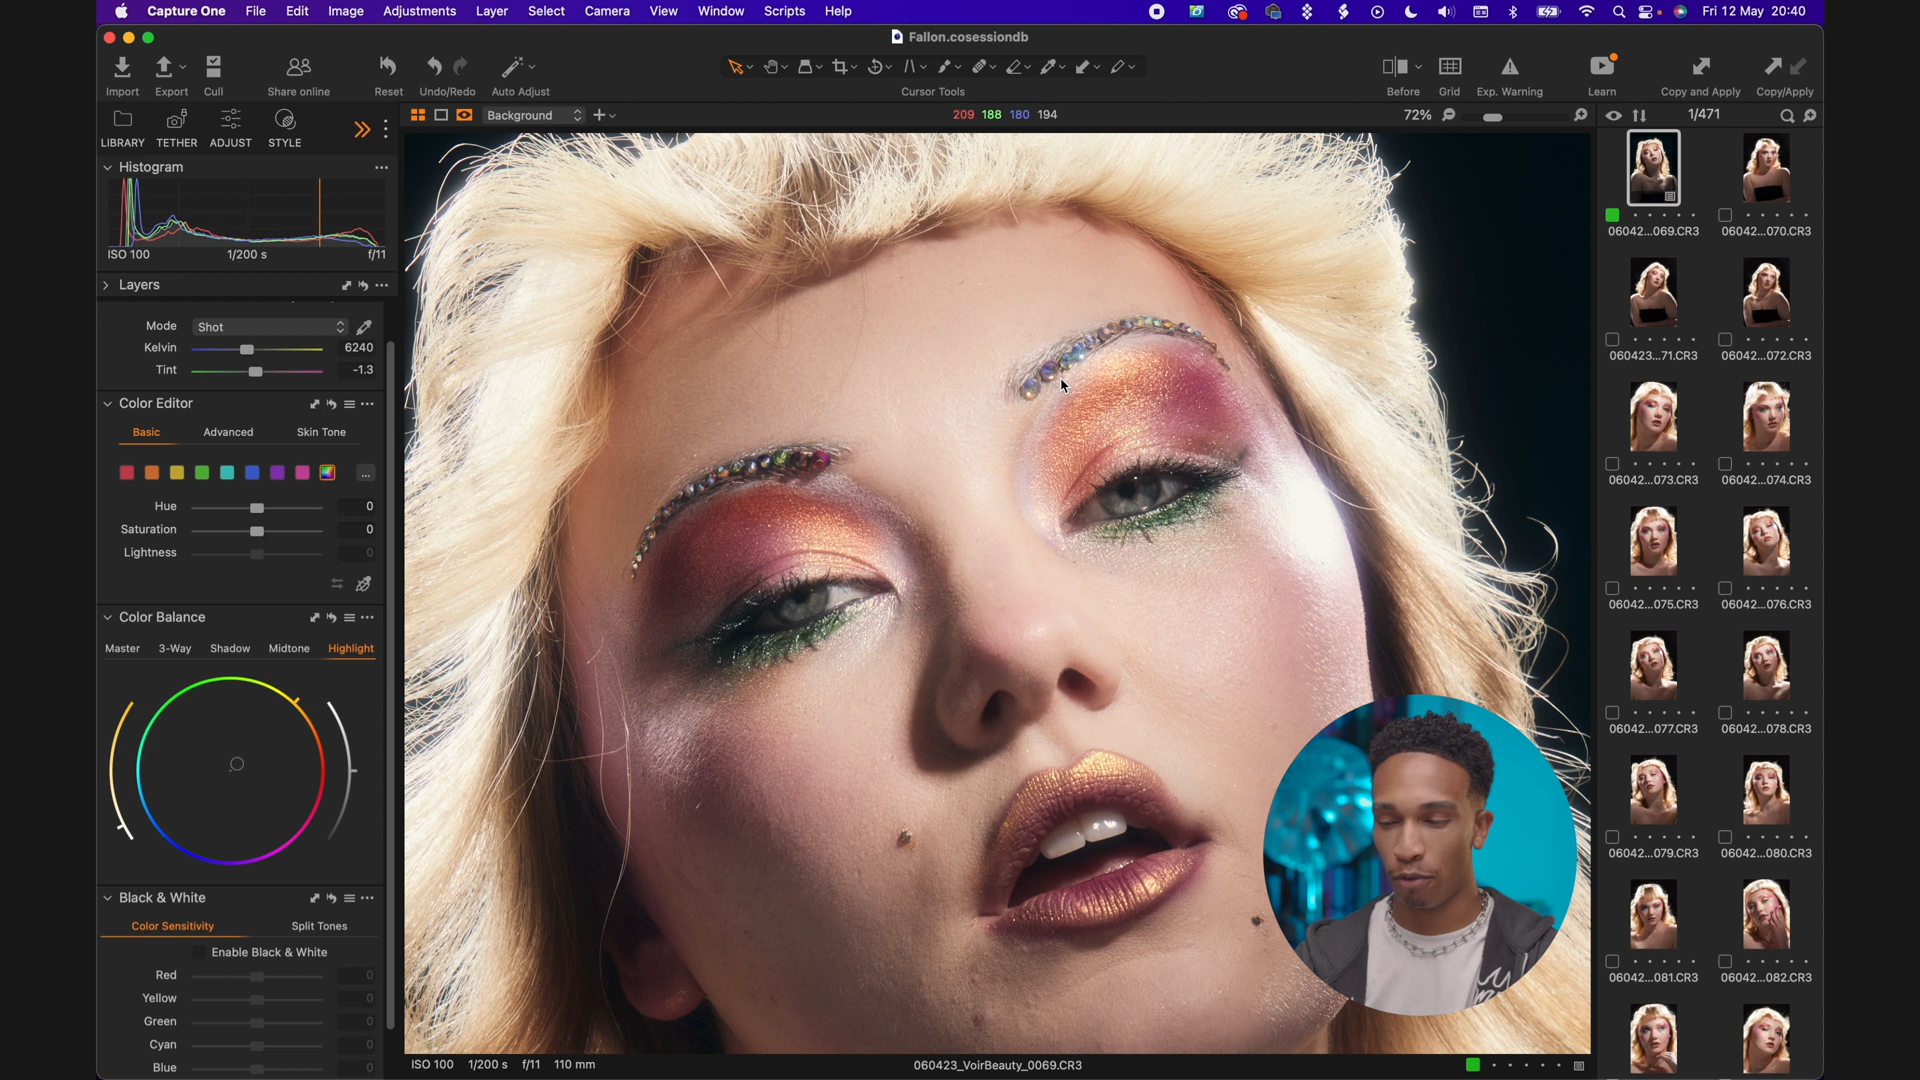 Capture One File Edit Image Adjustments Layer Select Camera View Window Scripts Help Fri 12 May 20:40
Fallon.cosessiondb
Import Export Cull Share online Reset Undo/Redo Auto Adjust Cursor Tools Before Grid Exp. Warning Learn Copy and Apply Copy/Apply
LIBRARY TETHER ADJUST STYLE
Background 209 188 180 194 72% 1/471
Histogram
ISO 100 1/200 s f/11
Layers
Mode Shot
Kelvin 6240
Tint -1.3
Color Editor
Basic Advanced Skin Tone
...
Hue 0
Saturation 0
Lightness 0
Color Balance
Master 3-Way Shadow Midtone Highlight
Black & White
Color Sensitivity Split Tones
Enable Black & White
Red 0
Yellow 0
Green 0
Cyan 0
Blue 0
ISO 100 1/200 s f/11 110 mm 060423_VoirBeauty_0069.CR3
06042...069.CR3 06042...070.CR3
060423...71.CR3 06042...072.CR3
06042...073.CR3 06042...074.CR3
06042...075.CR3 06042...076.CR3
06042...077.CR3 06042...078.CR3
06042...079.CR3 06042...080.CR3
06042...081.CR3 06042...082.CR3